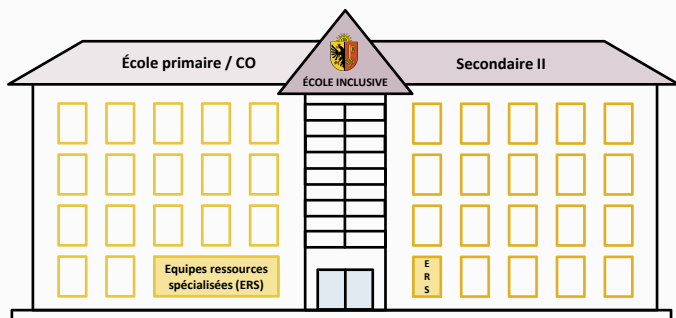 École primaire / CO
ÉCOLE INCLUSIVE
Secondaire II
Equipes ressources
spécialisées (ERS)
E
R
S